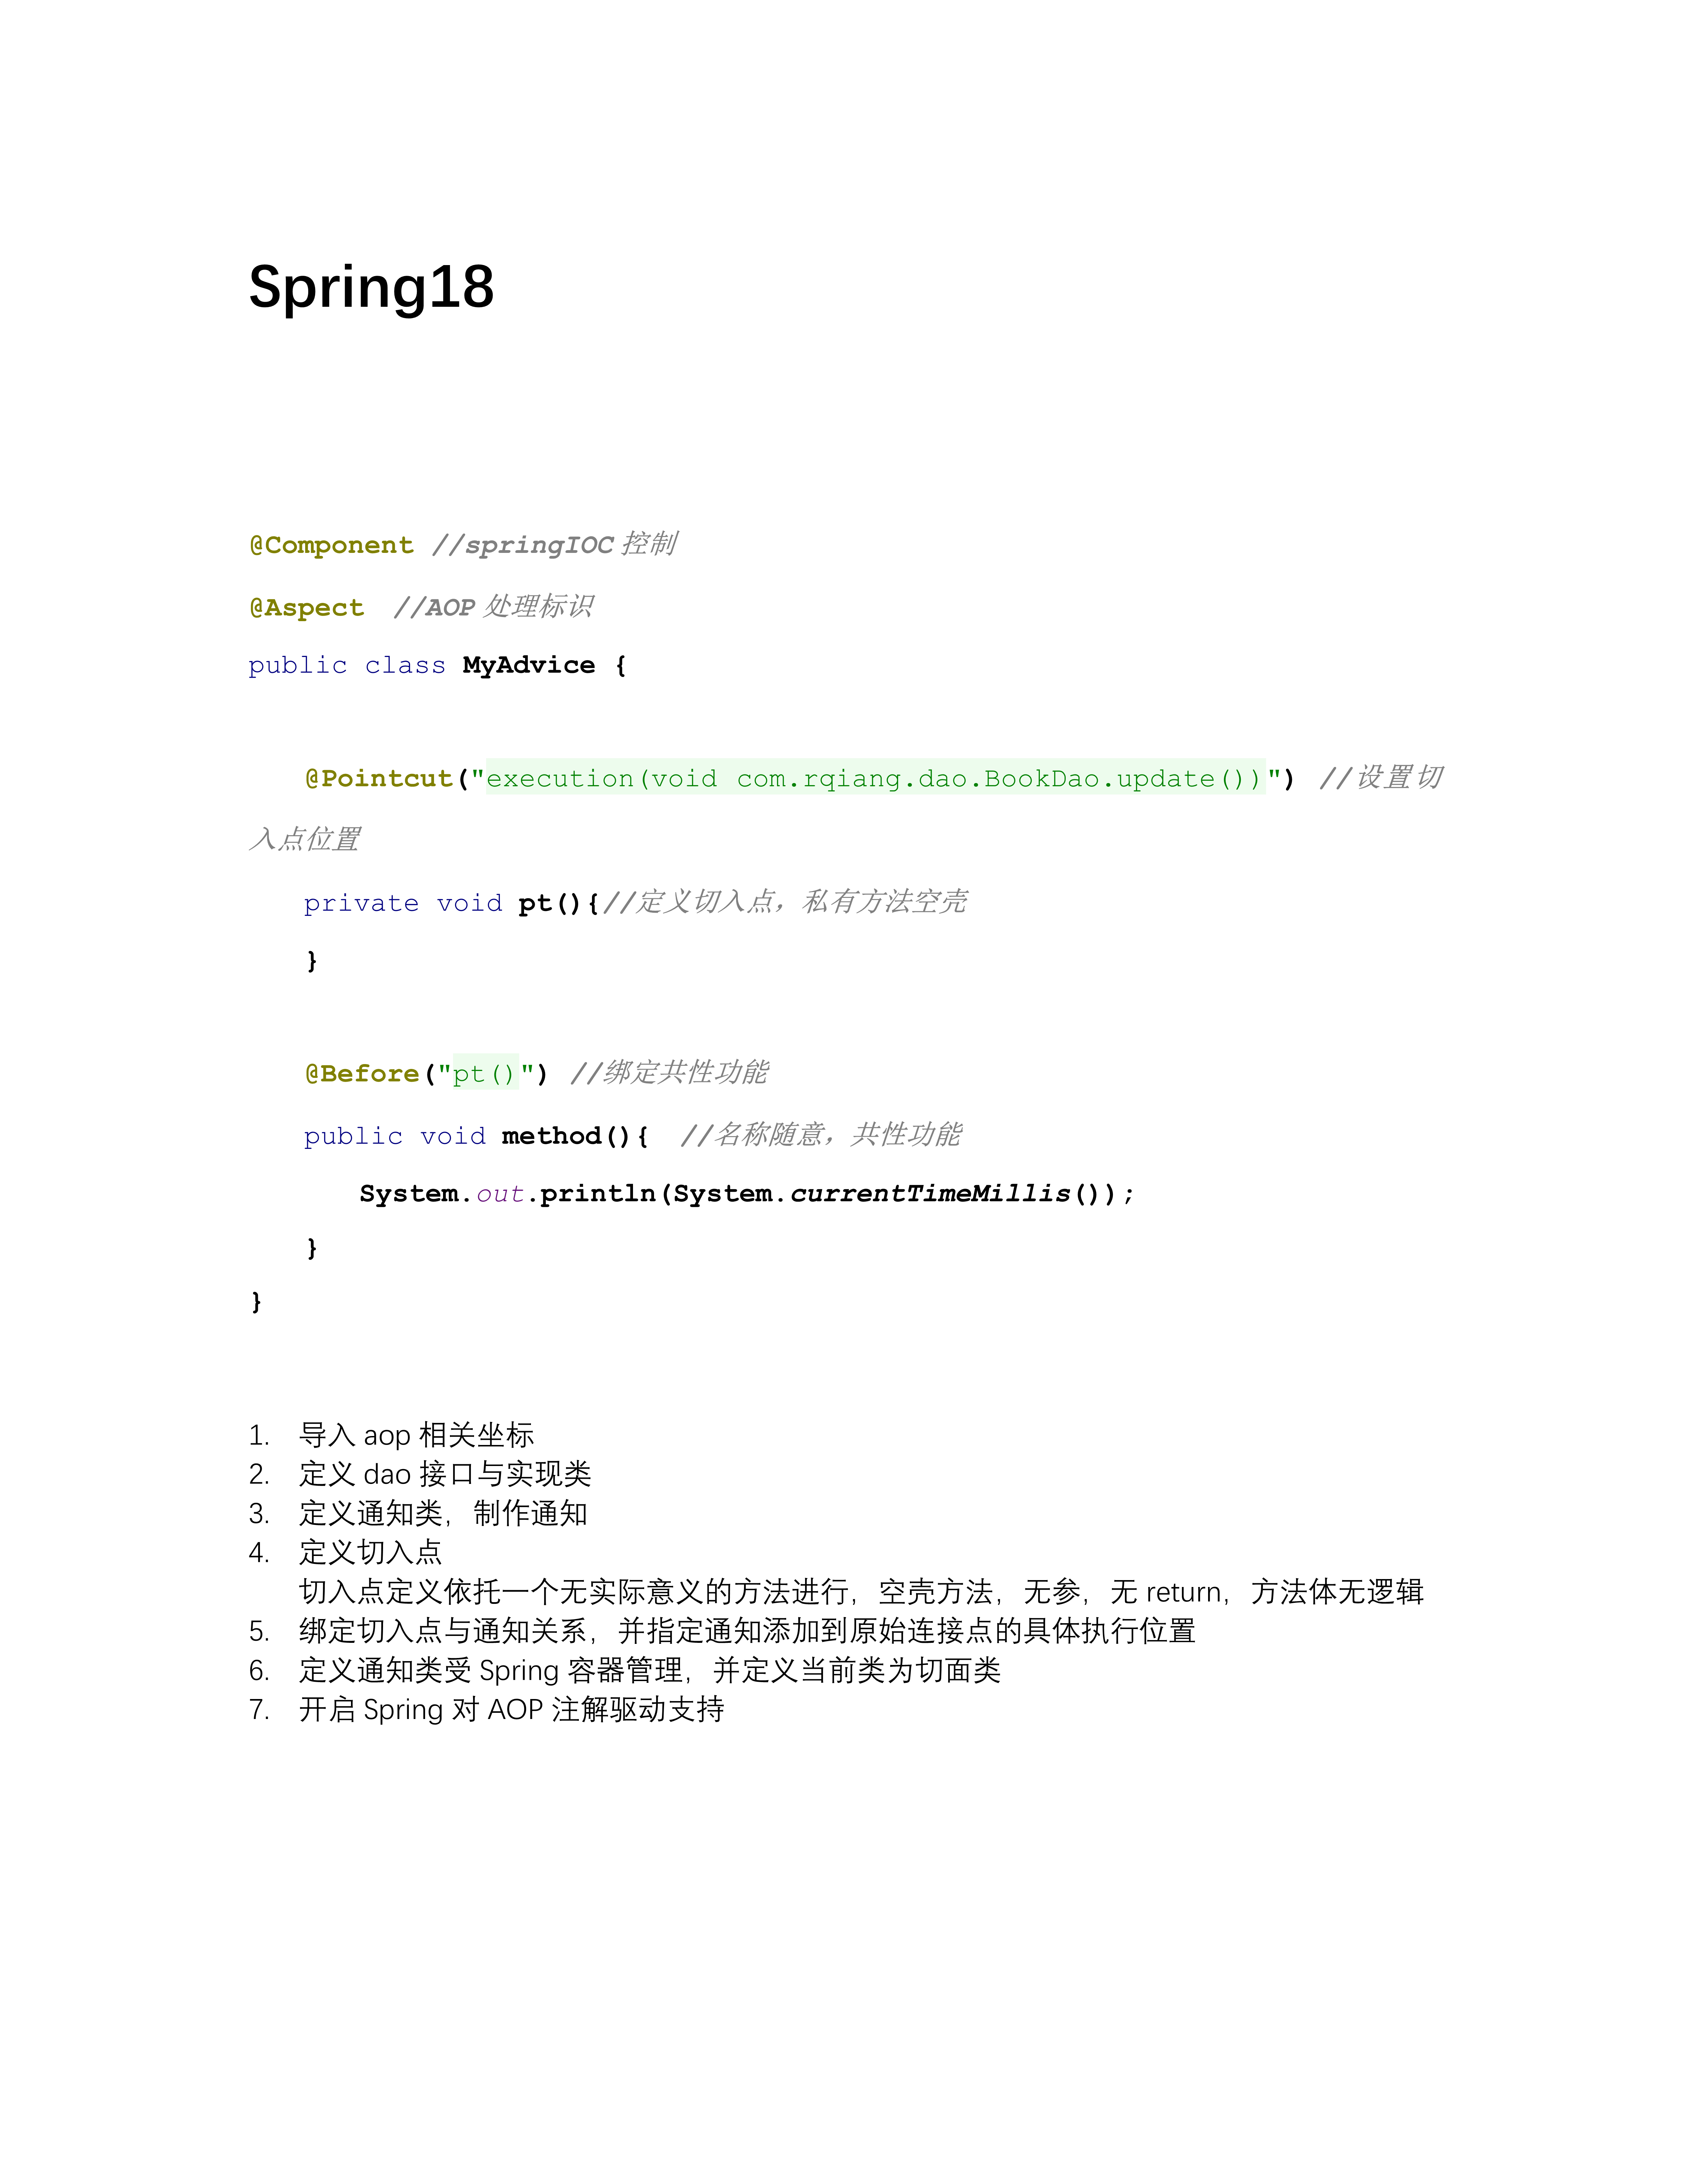 Spring18
@Component //springIOC 控制
@Aspect  //AOP 处理标识
public class MyAdvice {
@Pointcut("execution(void com.rqiang.dao.BookDao.update())") //设置切
入点位置
private void pt(){//定义切入点，私有方法空壳
}
@Before("pt()") //绑定共性功能
public void method(){  //名称随意，共性功能
System.out.println(System.currentTimeMillis());
}
}
1. 导入 aop 相关坐标
2. 定义 dao 接口与实现类
3. 定义通知类，制作通知
4. 定义切入点
切入点定义依托一个无实际意义的方法进行，空壳方法，无参，无 return，方法体无逻辑
5. 绑定切入点与通知关系，并指定通知添加到原始连接点的具体执行位置
6. 定义通知类受 Spring 容器管理，并定义当前类为切面类
7. 开启 Spring 对 AOP 注解驱动支持